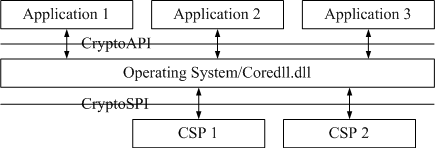 Application 1 Application 2 Application 3
CryptoAPI
Operating System/Coredll.dll
CryptoSPI
CSP 1 CSP 2